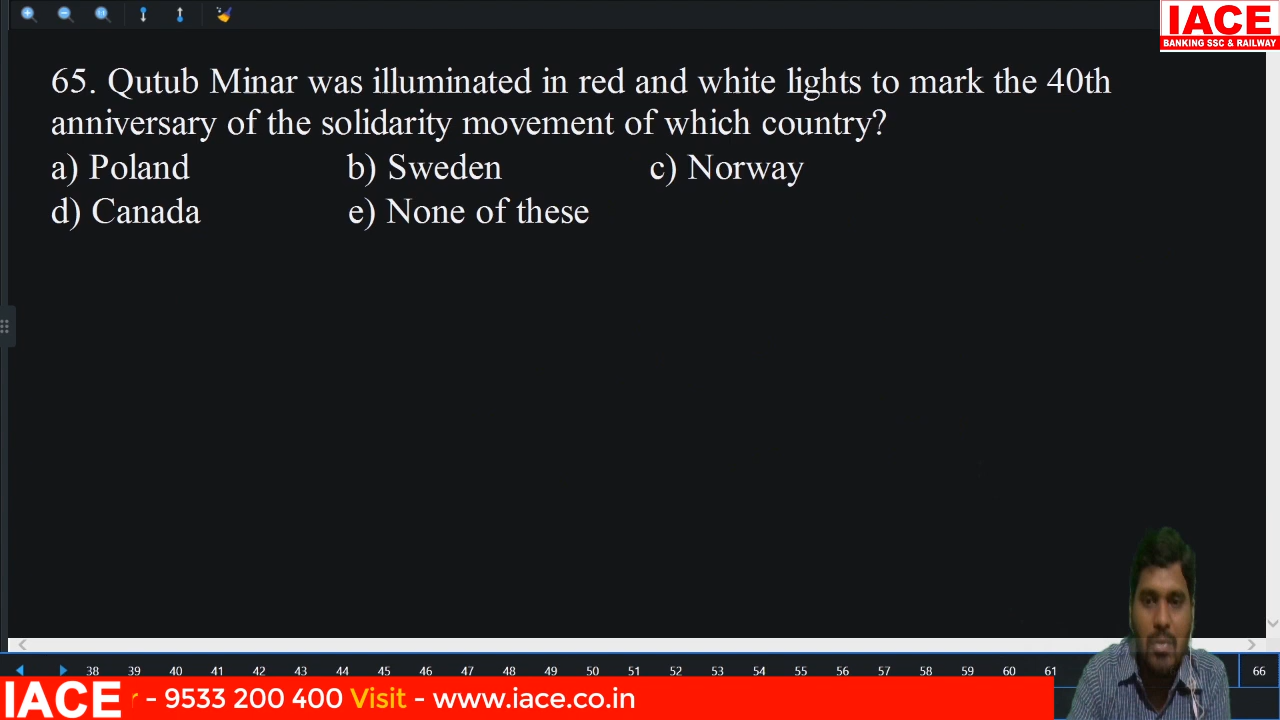 IACE
BANKING SSC & RAILWAY
65. Qutub Minar was illuminated in red and white lights to mark the 40th
anniversary of the solidarity movement of which country?
a) Poland b) Sweden c) Norway
d) Canada e) None of these
38 39 40 41 42 43 44 45 46 47 48 49 50 51 52 53 54 55 56 57 58 59 60 61 66
IACE r - 9533 200 400 Visit - www.iace.co.in